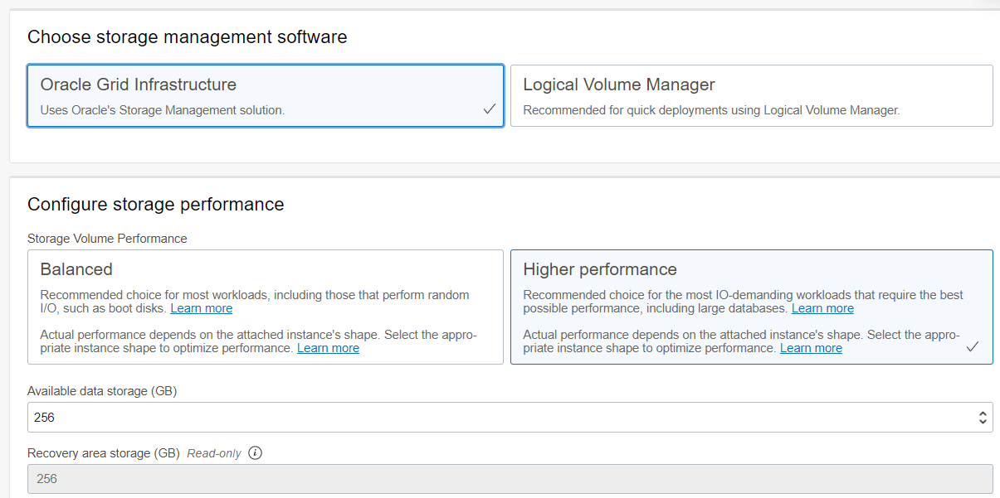 Choose storage management software
Oracle Grid Infrastructure
Uses Oracle's Storage Management solution.
Logical Volume Manager
Recommended for quick deployments using Logical Volume Manager.
Configure storage performance
Storage Volume Performance
Balanced
Recommended choice for most workloads, including those that perform random
I/O, such as boot disks. Learn more
Actual performance depends on the attached instance's shape. Select the appro-
priate instance shape to optimize performance. Learn more
Higher performance
Recommended choice for the most IO-demanding workloads that require the best
possible performance, including large databases. Learn more
Actual performance depends on the attached instance's shape. Select the appro-
priate instance shape to optimize performance. Learn more
Available data storage (GB)
256
Recovery area storage (GB) Read-only
256